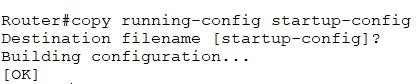 Router#copy running-config startup-config
Destination filename [startup-config]?
Building configuration...
[OK]